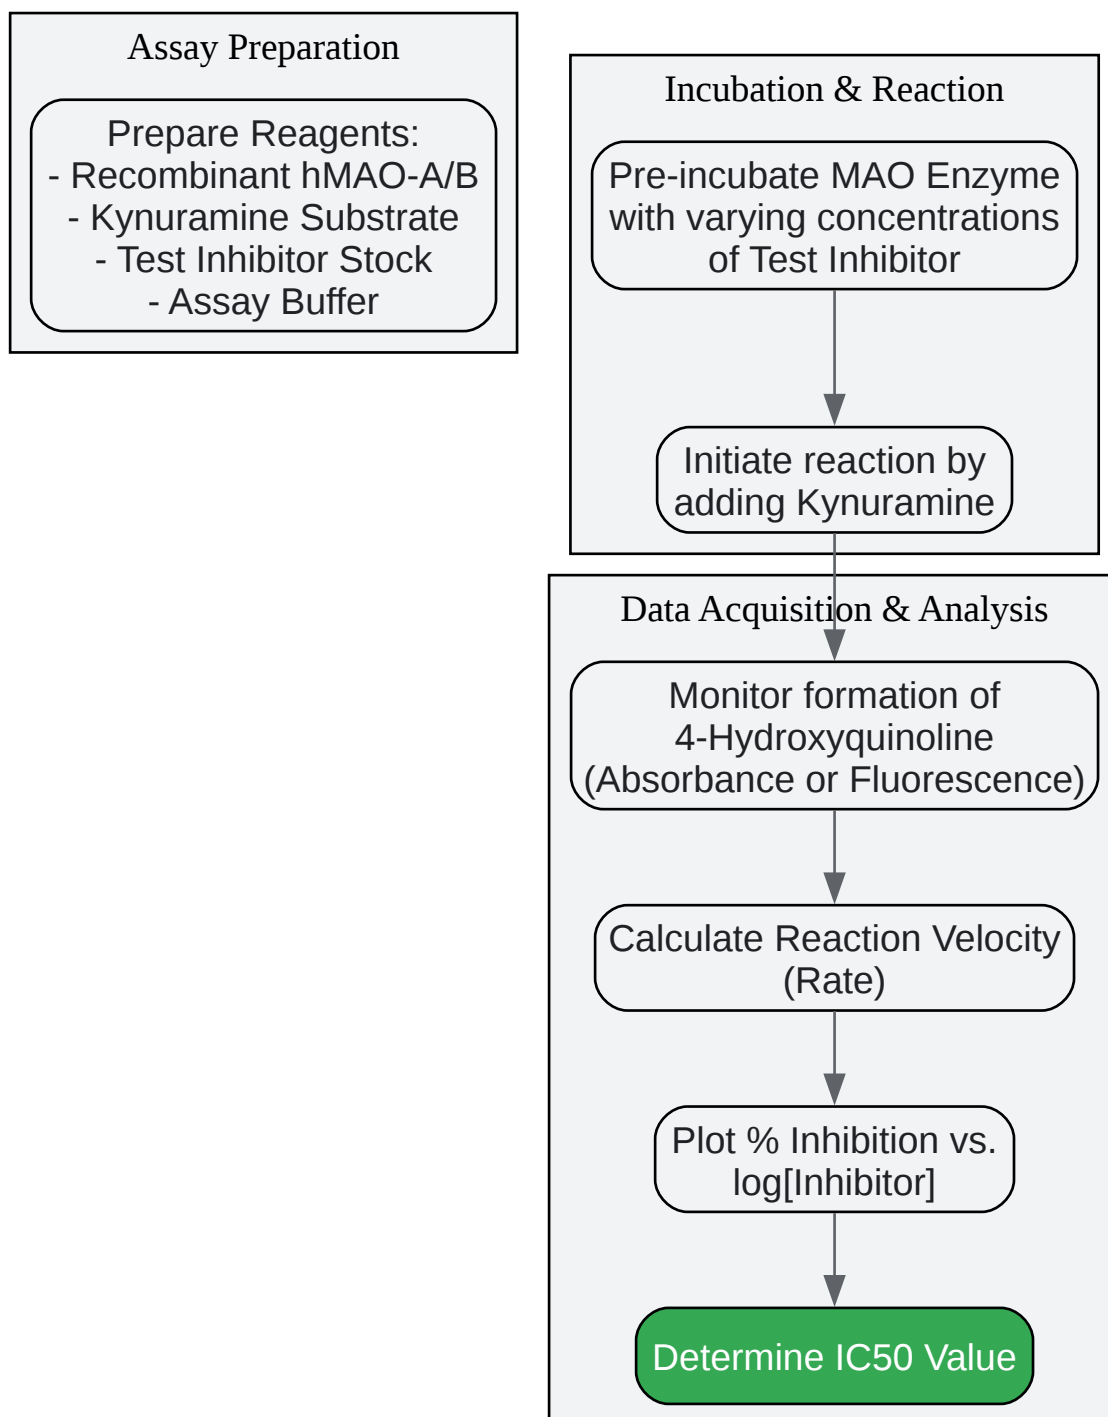 Assay Preparation
Prepare Reagents:
- Recombinant hMAO-A/B
- Kynuramine Substrate
- Test Inhibitor Stock
- Assay Buffer
Incubation & Reaction
Pre-incubate MAO Enzyme
with varying concentrations
of Test Inhibitor
Initiate reaction by
adding Kynuramine
Data Acquisition & Analysis
Monitor formation of
4-Hydroxyquinoline
(Absorbance or Fluorescence)
Calculate Reaction Velocity
(Rate)
Plot % Inhibition vs.
log[Inhibitor]
Determine IC50 Value